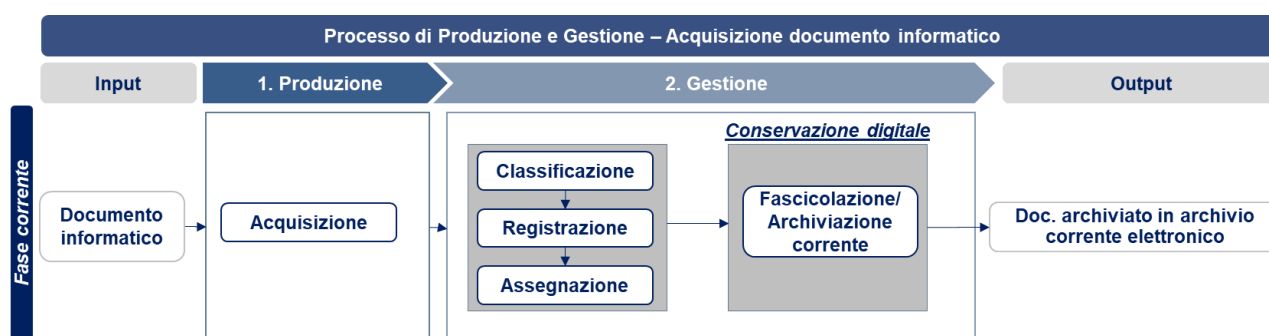 Processo di Produzione e Gestione – Acquisizione documento informatico
Input
1. Produzione
2. Gestione
Output
Fase corrente
Documento
informatico
Acquisizione
Classificazione
Registrazione
Assegnazione
Conservazione digitale
Fascicolazione/
Archiviazione
corrente
Doc. archiviato in archivio
corrente elettronico